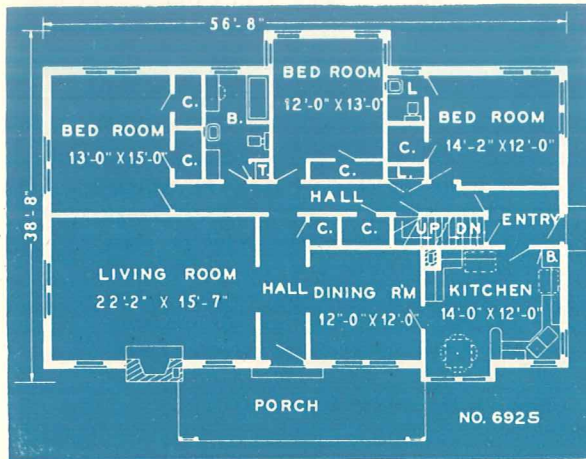 56'-8"
38'-8"
BED ROOM
13'-0" X 15'-0"
C.
C.
B.
T.
BED ROOM
12'-0" X 13'-0"
C.
L.
C.
L.
BED ROOM
14'-2" X 12'-0"
HALL
C.
C.
UP
DN.
ENTRY
LIVING ROOM
22'-2" X 15'-7"
HALL
DINING R'M
12"-0" X 12'-0"
B.
KITCHEN
14'-0" X 12'-0"
PORCH
NO. 6925